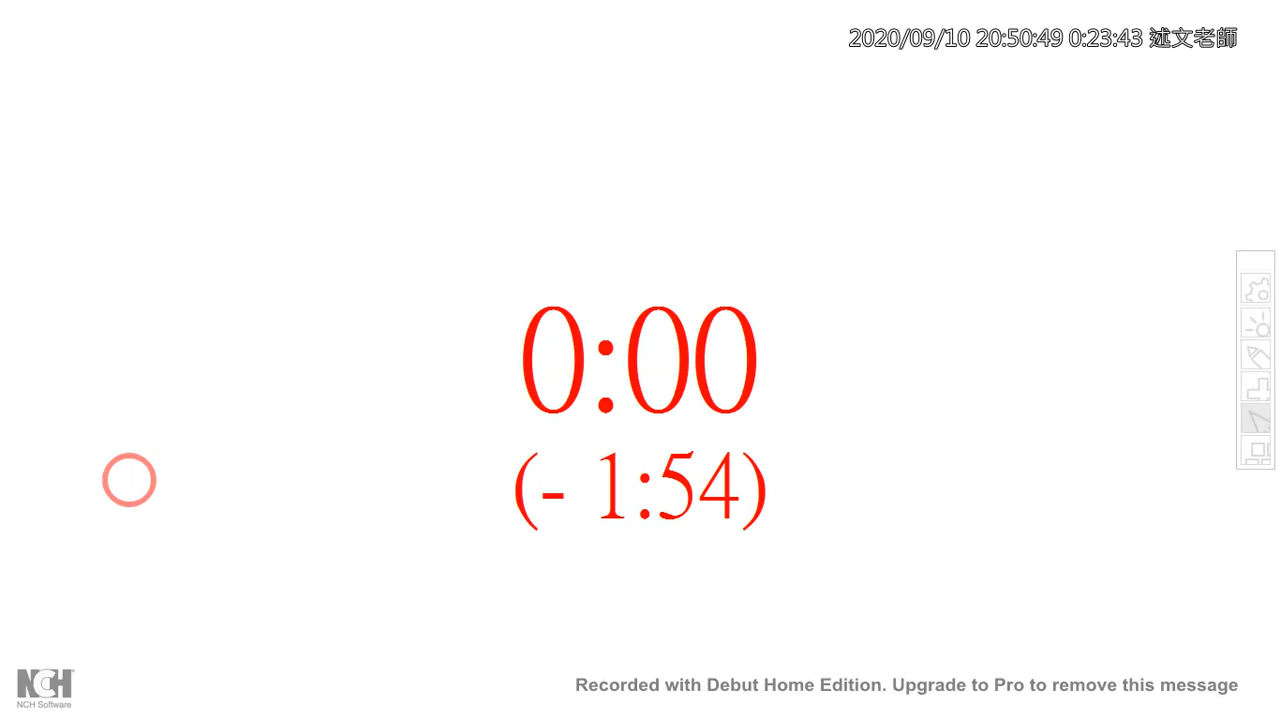 2020/09/10 20:50:49 0:23:43 述文老師
0:00
(- 1:54)
NCH
NCH Software
Recorded with Debut Home Edition. Upgrade to Pro to remove this message